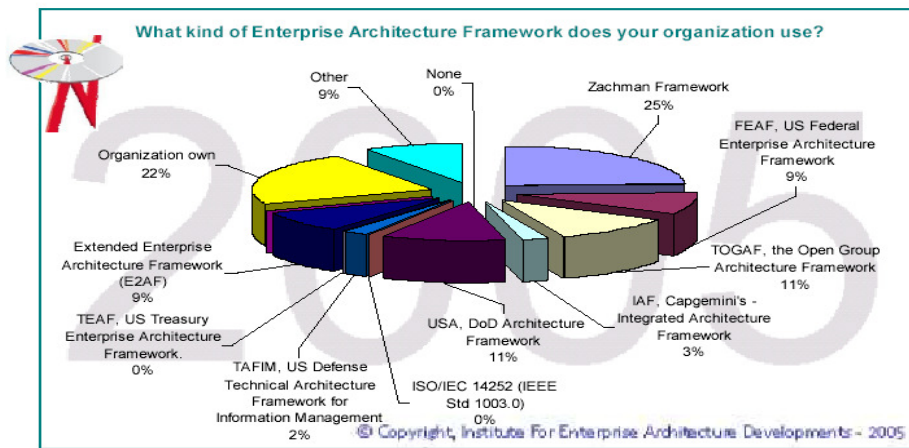 What kind of Enterprise Architecture Framework does your organization use?
2005
None
0%
Other
9%
Zachman Framework
25%
FEAF, US Federal
Enterprise Architecture
Framework
9%
Organization own
22%
TOGAF, the Open Group
Architecture Framework
11%
Extended Enterprise
Architecture Framework
(E2AF)
9%
IAF, Capgemini's -
Integrated Architecture
Framework
3%
USA, DoD Architecture
Framework
11%
TEAF, US Treasury
Enterprise Architecture
Framework.
0%
TAFIM, US Defense
Technical Architecture
Framework for
Information Management
2%
ISO/IEC 14252 (IEEE
Std 1003.0)
0%
© Copyright, Institute For Enterprise Architecture Developments - 2005